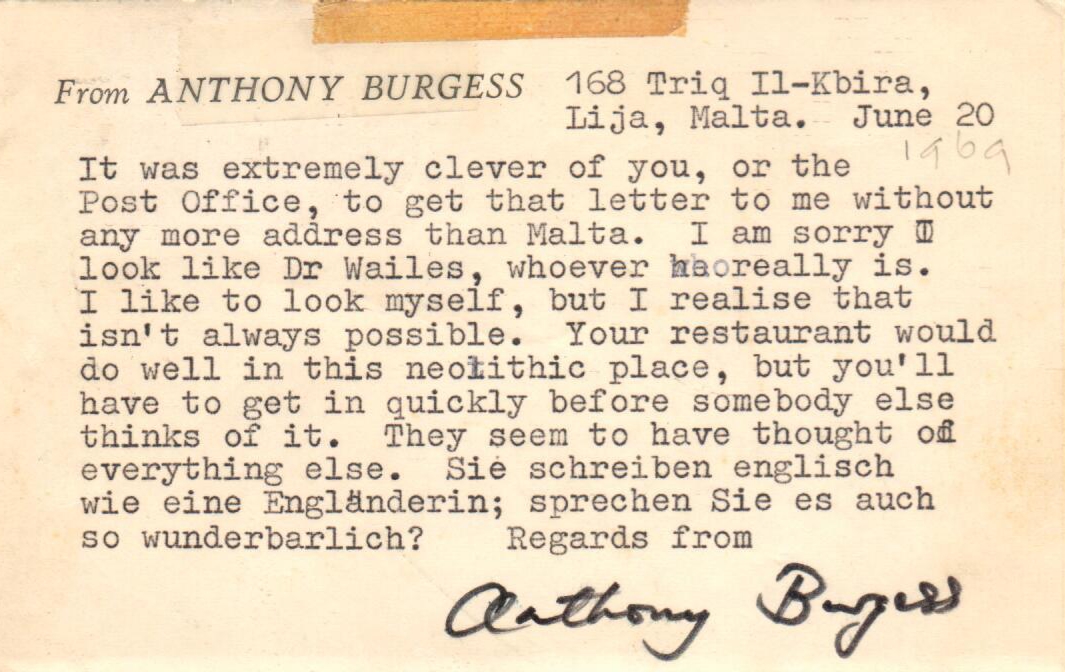 From ANTHONY BURGESS 168 Triq Il-Kbira,
Lija, Malta. June 20
1969
It was extremely clever of you, or the
Post Office, to get that letter to me without
any more address than Malta. I am sorry I
look like Dr Wailes, whoever really is.
I like to look myself, but I realise that
isn't always possible. Your restaurant would
do well in this neolithic place, but you'll
have to get in quickly before somebody else
thinks of it. They seem to have thought of
everything else. Sie schreiben englisch
wie eine Engländerin; sprechen Sie es auch
so wunderbarlich? Regards from
Anthony Burgess